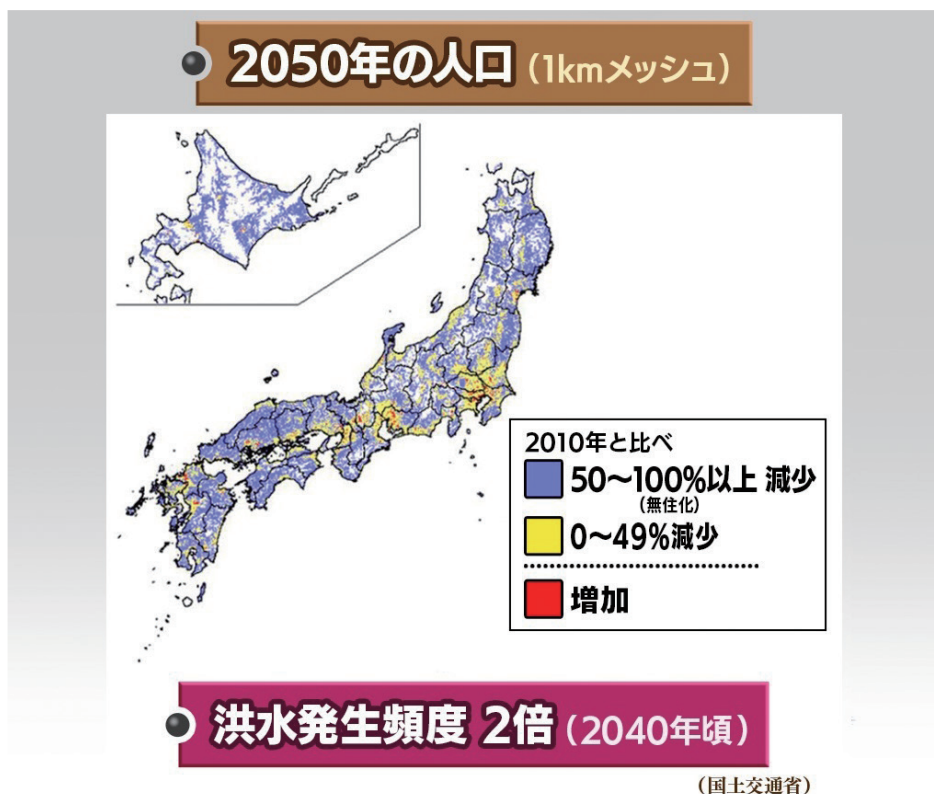 2050年の人口（1kmメッシュ）
2010年と比べ
50～100%以上 減少
（無住化）
0～49%減少
増加
洪水発生頻度 2倍（2040年頃）
（国土交通省）